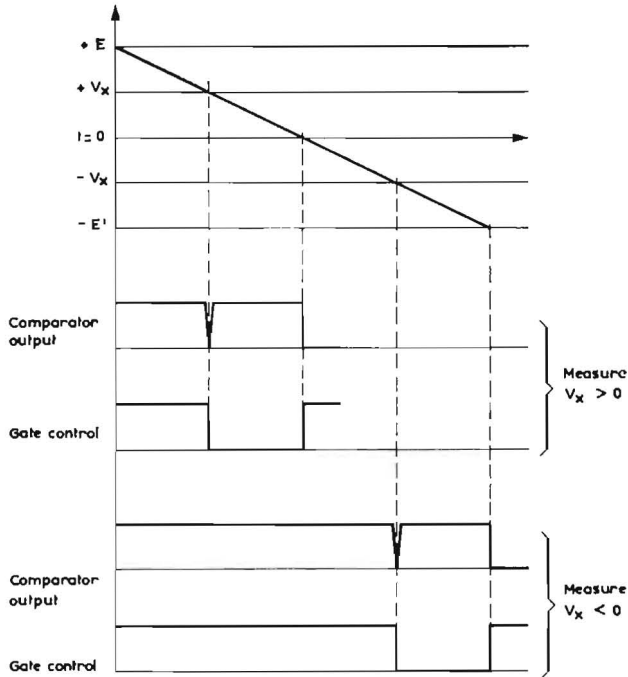 + E
+ Vx
t=0
- Vx
- E'
Comparator
output
Measure
Vx > 0
Gate control
Comparator
output
Measure
Vx < 0
Gate control